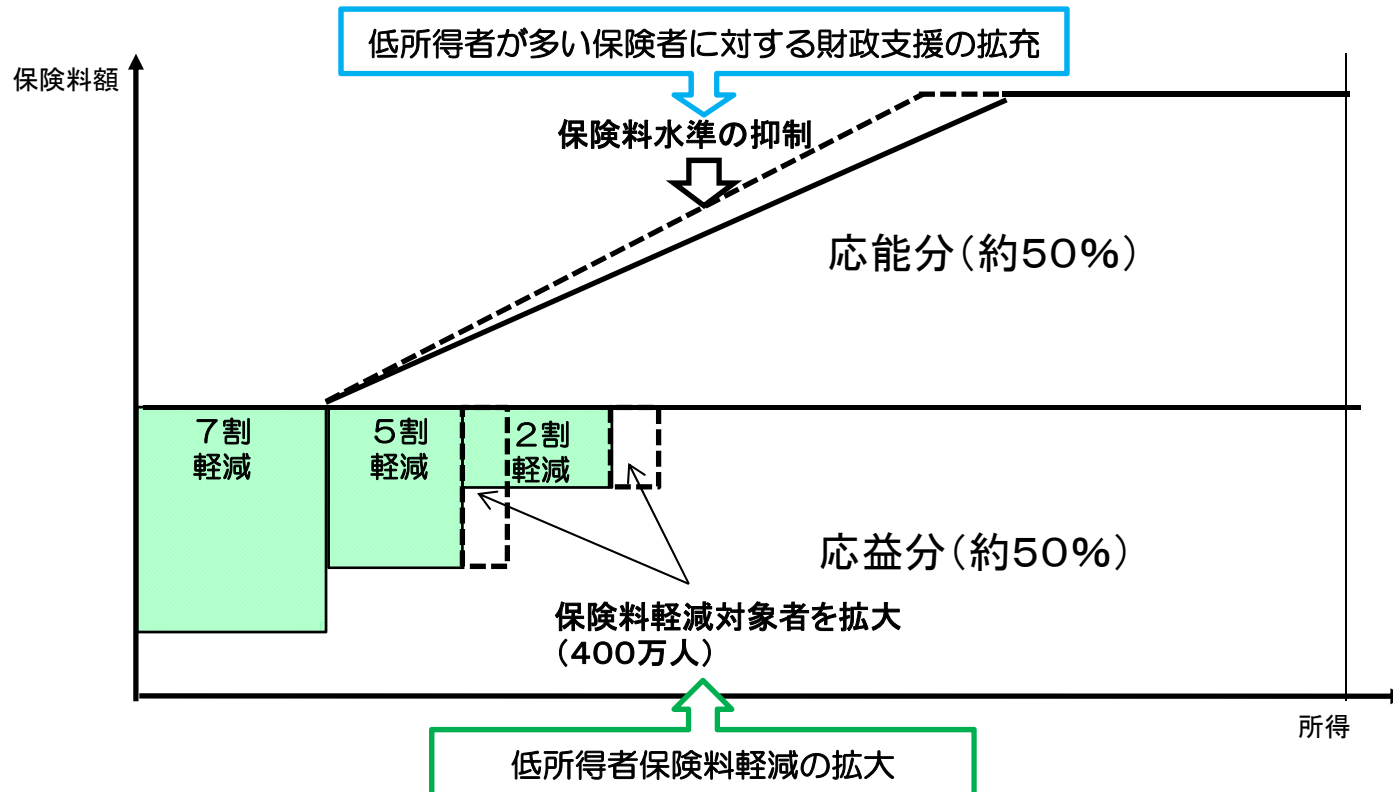 低所得者が多い保険者に対する財政支援の拡充
保険料額
保険料水準の抑制
応能分(約50%)
7割
軽減
5割
軽減
2割
軽減
応益分(約50%)
保険料軽減対象者を拡大
(400万人)
所得
低所得者保険料軽減の拡大